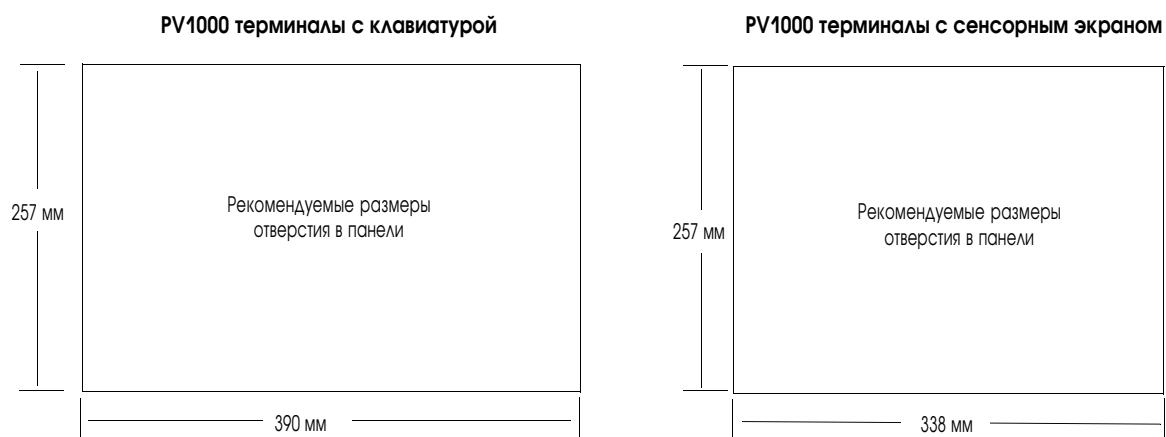 PV1000 терминалы с клавиатурой
257 мм
Рекомендуемые размеры
отверстия в панели
390 мм
PV1000 терминалы с сенсорным экраном
257 мм
Рекомендуемые размеры
отверстия в панели
338 мм